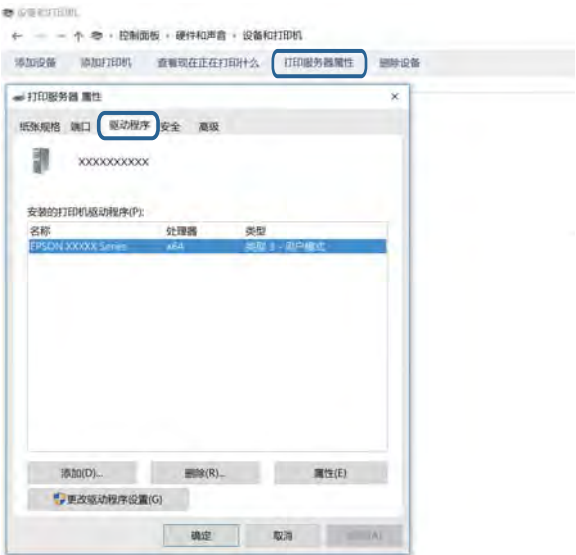 设备和打印机
控制面板 › 硬件和声音 › 设备和打印机
添加设备 添加打印机 查看现在正在打印什么 打印服务器属性 删除设备
打印服务器 属性
纸张规格 端口 驱动程序 安全 高级
XXXXXXXXXX
安装的打印机驱动程序(P):
名称 处理器 类型
EPSON XXXXX Series x64 类型 3 - 用户模式
添加(D)... 删除(R)... 属性(E)
更改驱动程序设置(G)
确定 取消